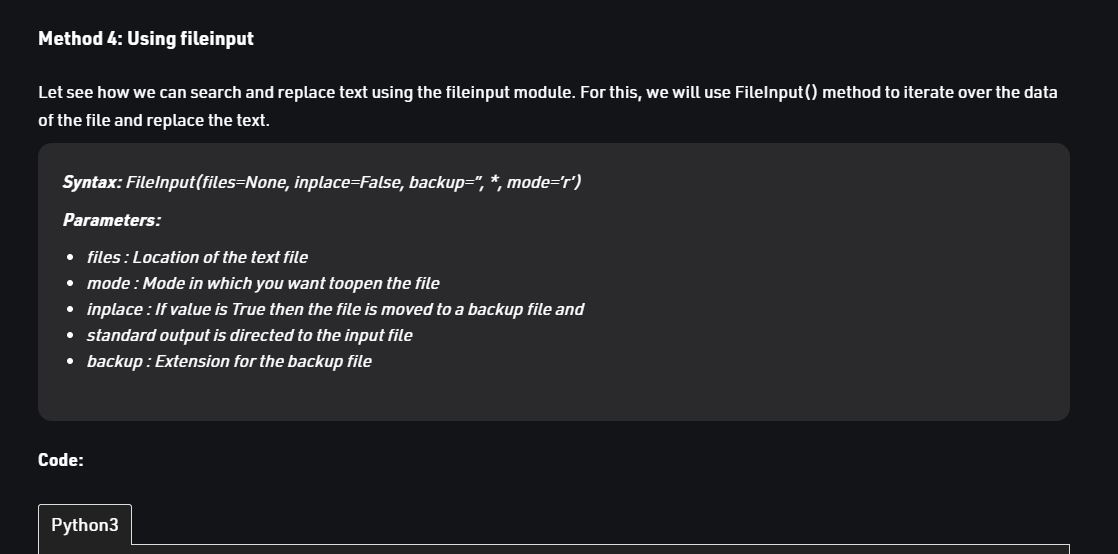 Method 4: Using fileinput
Let see how we can search and replace text using the fileinput module. For this, we will use FileInput() method to iterate over the data
of the file and replace the text.
Syntax: FileInput(files=None, inplace=False, backup=”, *, mode=’r’)
Parameters:
• files : Location of the text file
• mode : Mode in which you want toopen the file
• inplace : If value is True then the file is moved to a backup file and
• standard output is directed to the input file
• backup : Extension for the backup file
Code:
Python3